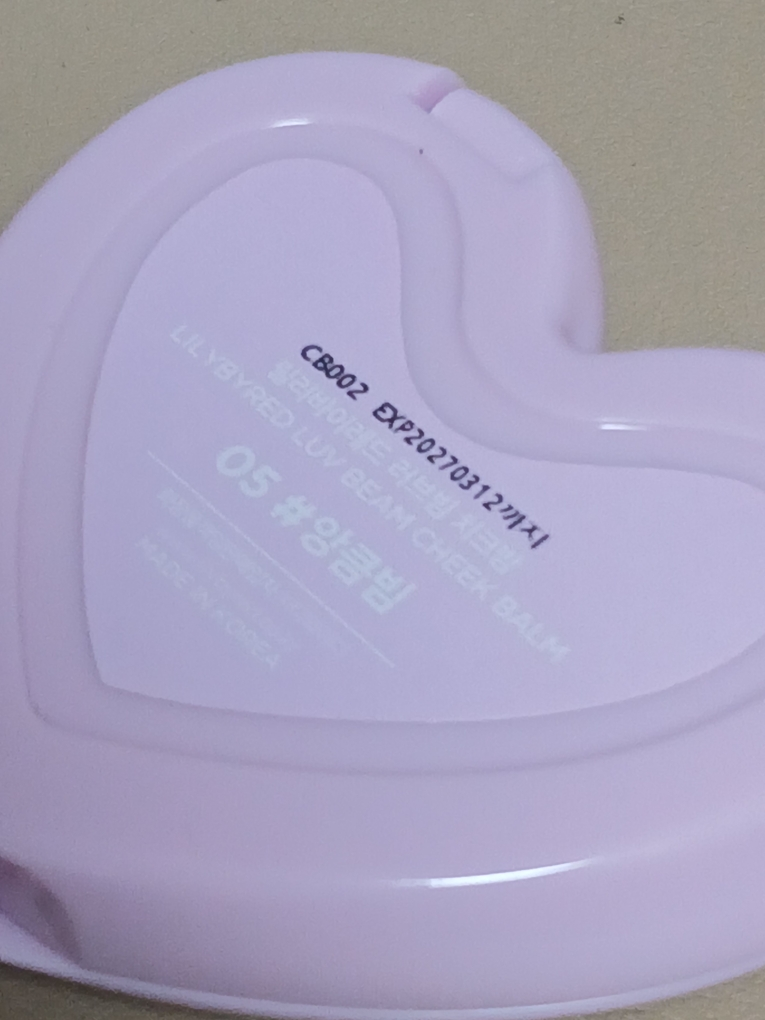 CB002 EXP20270312까지
릴리바이레드 러브빔 치크밤
LILYBYRED LUV BEAM CHEEK BALM
05 #앙큼빔
MADE IN KOREA